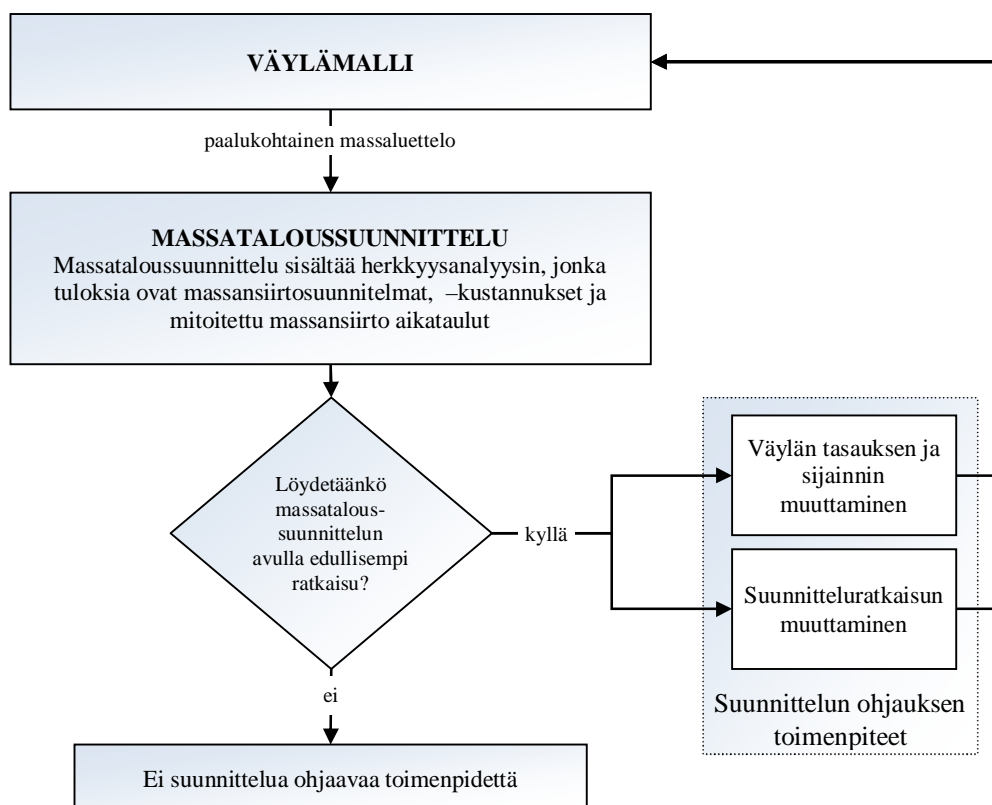 VÄYLÄMALLI
paalukohtainen massaluettelo
MASSATALOUSSUUNNITTELU
Massataloussuunnittelu sisältää herkkyysanalyysin, jonka
tuloksia ovat massansiirtosuunnitelmat, –kustannukset ja
mitoitettu massansiirto aikataulut
Löydetäänkö
massatalous-
suunnittelun
avulla edullisempi
ratkaisu?
kyllä
Väylän tasauksen ja
sijainnin
muuttaminen
Suunnitteluratkaisun
muuttaminen
Suunnittelun ohjauksen
toimenpiteet
ei
Ei suunnittelua ohjaavaa toimenpidettä